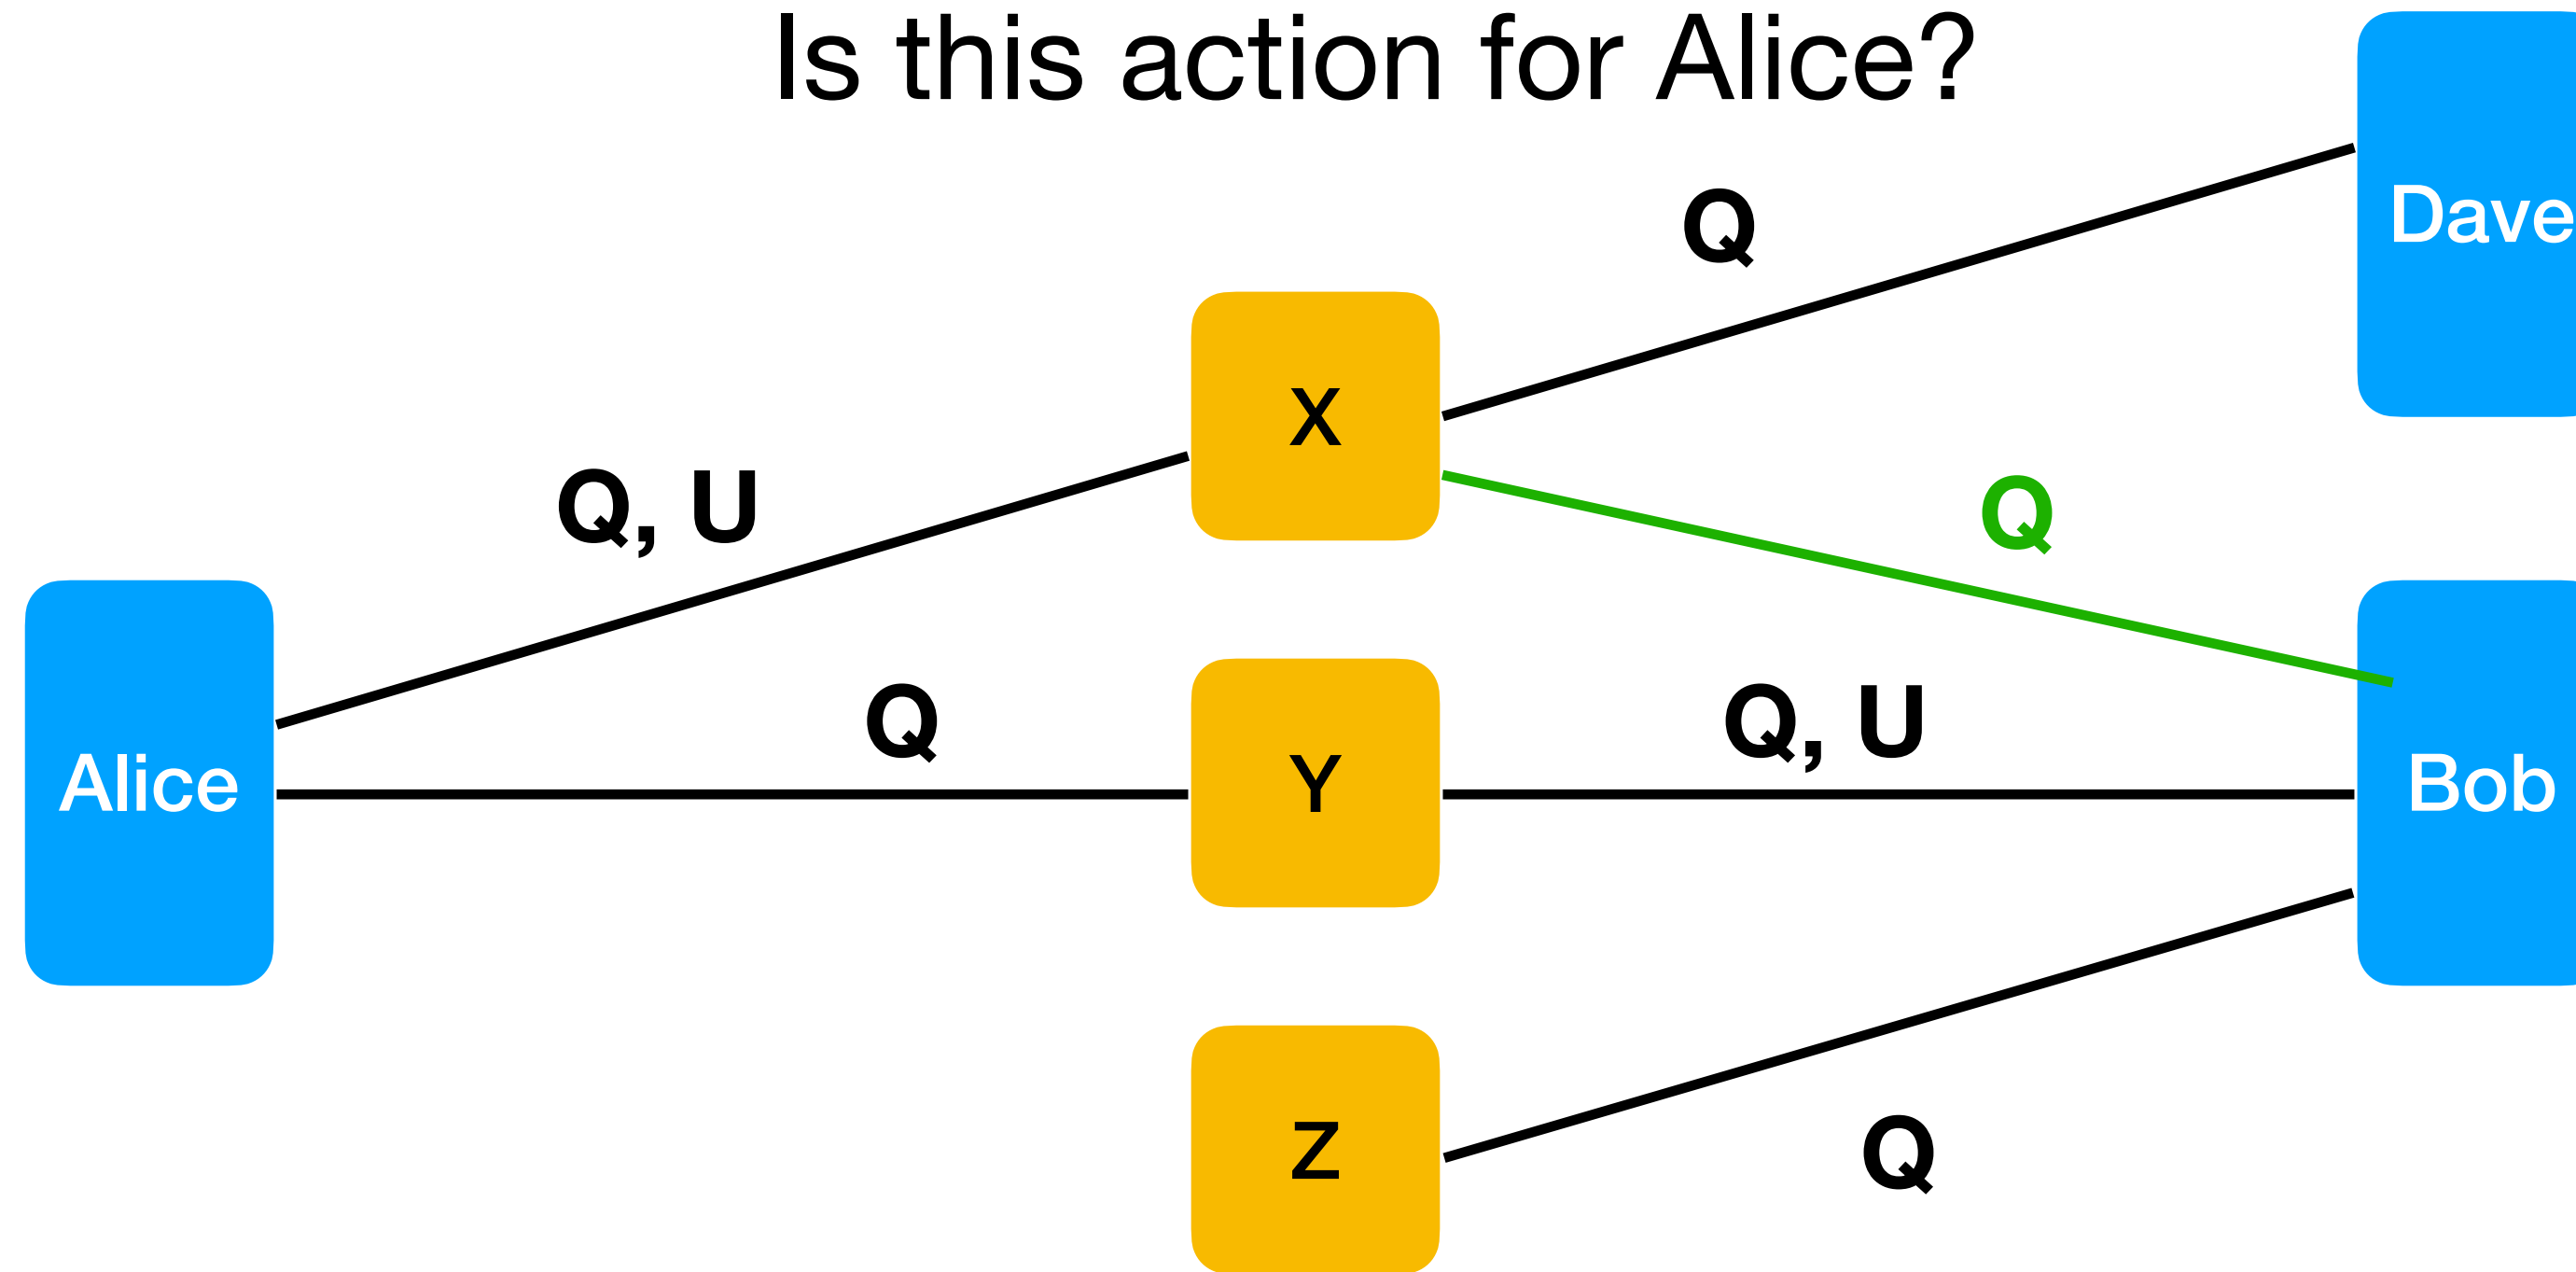 Is this action for Alice?
Dave
Q
X
Q, U
Q
Alice
Q
Y
Q, U
Bob
Z
Q